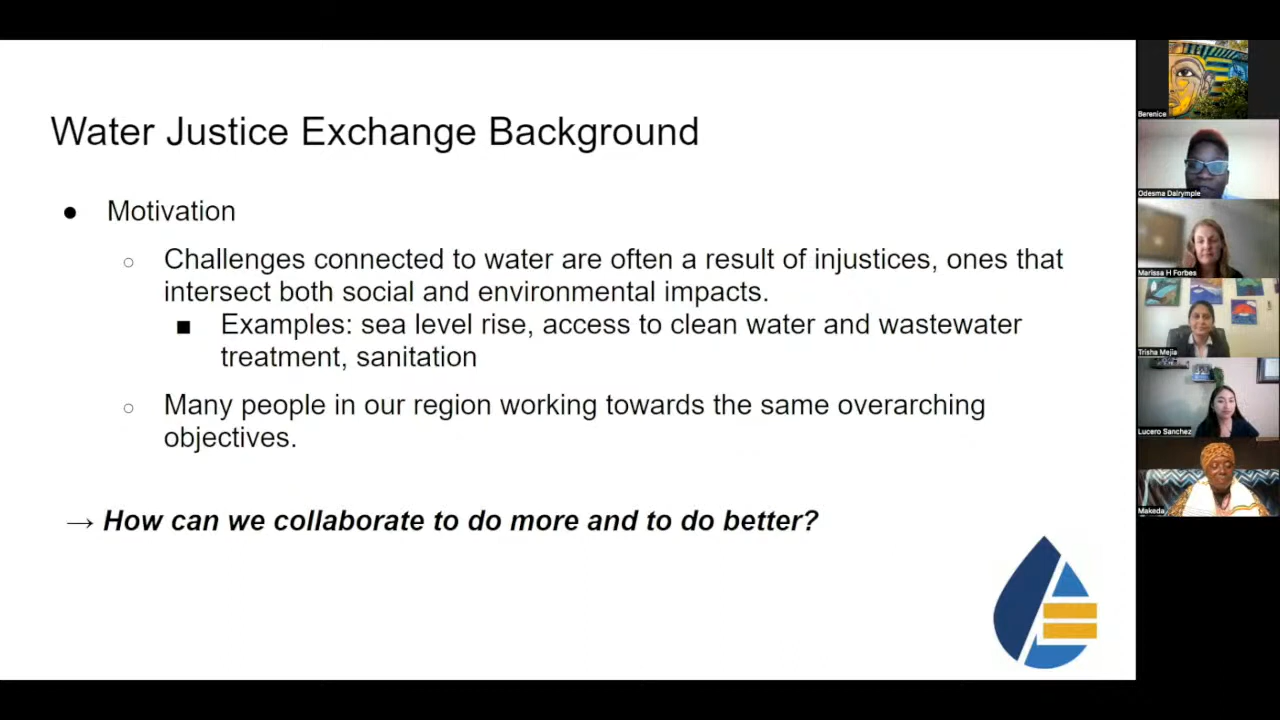 Water Justice Exchange Background
● Motivation
○ Challenges connected to water are often a result of injustices, ones that
intersect both social and environmental impacts.
■ Examples: sea level rise, access to clean water and wastewater
treatment, sanitation
○ Many people in our region working towards the same overarching
objectives.
→ How can we collaborate to do more and to do better?
Berenice
Odesma Dalrymple
Marissa H Forbes
Trisha Mejia
Lucero Sanchez
Makeda